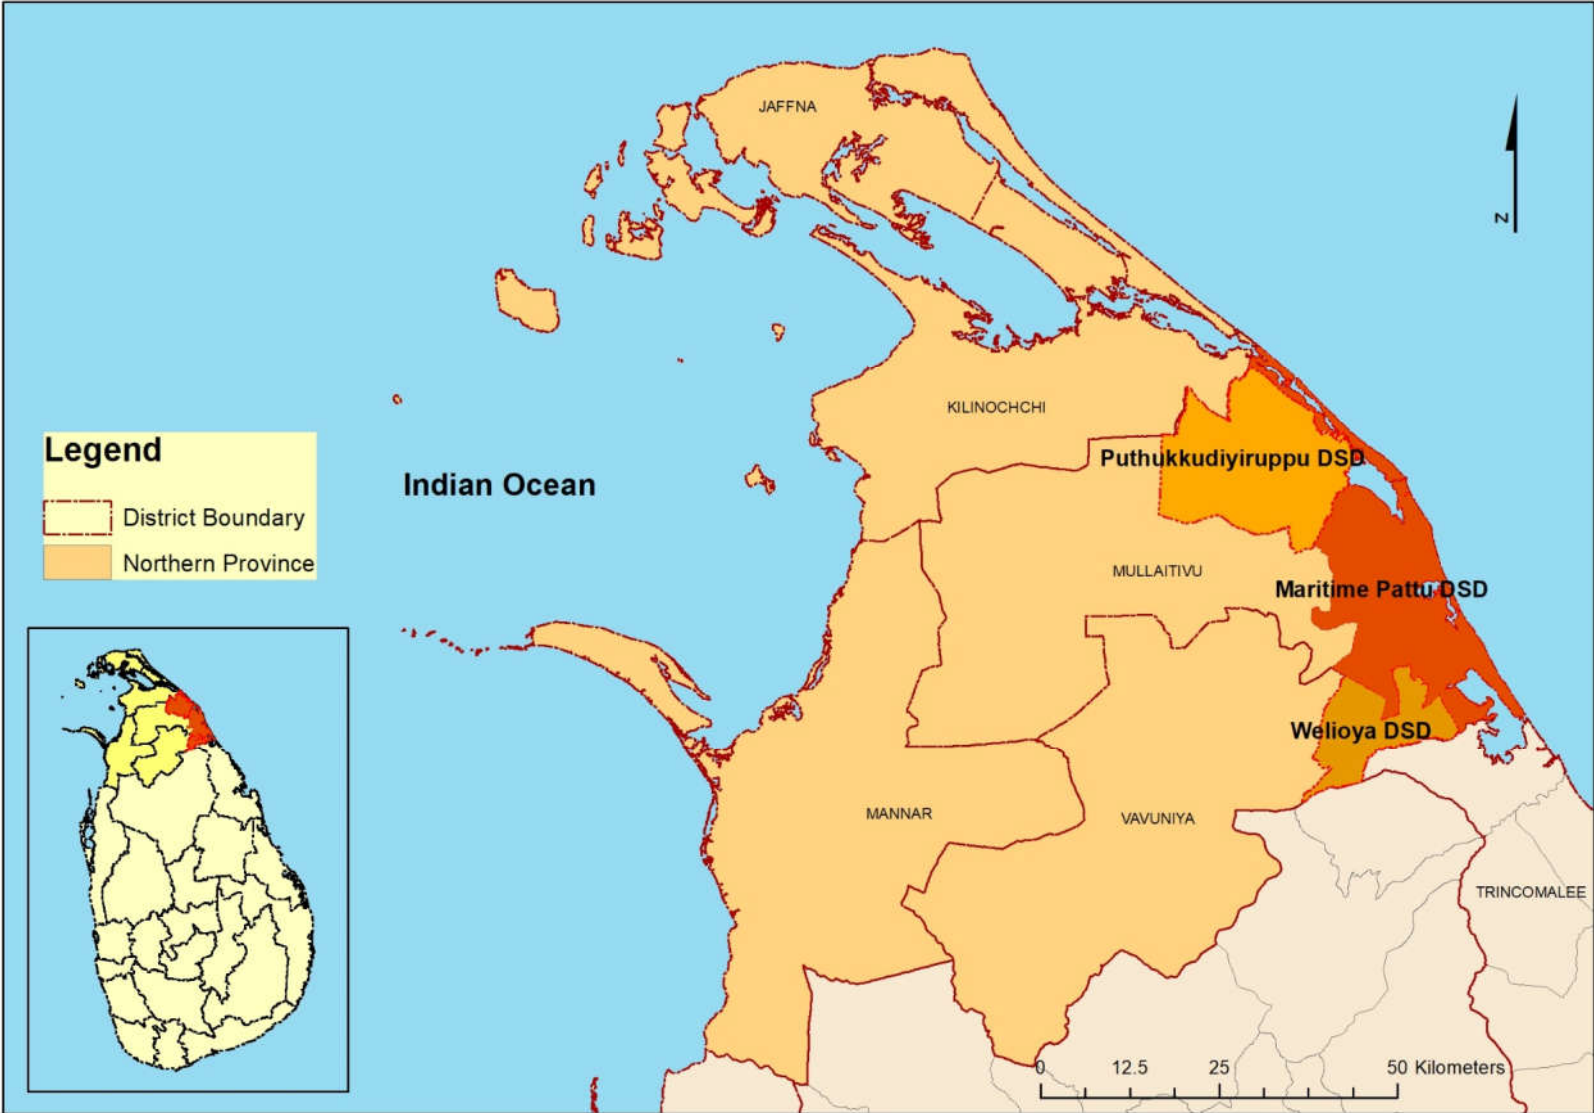 JAFFNA
N
KILINOCHCHI
Legend
Puthukkudiyiruppu DSD
Indian Ocean
District Boundary
Northern Province
MULLAITIVU
Maritime Pattu DSD
Welioya DSD
MANNAR
VAVUNIYA
TRINCOMALEE
0 12.5 25 50 Kilometers